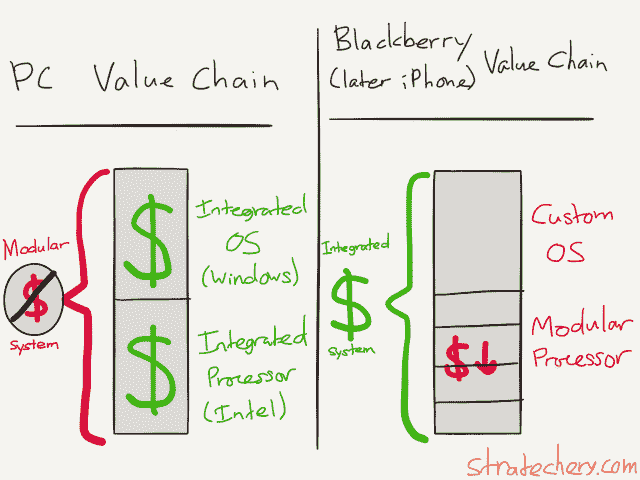 PC Value Chain
Modular
$
System
$
Integrated
OS
(Windows)
$
Integrated
Processor
(Intel)
Blackberry/
(later iPhone) Value Chain
Integrated
$
System
Custom
OS
$↓
Modular
Processor
stratechery.com